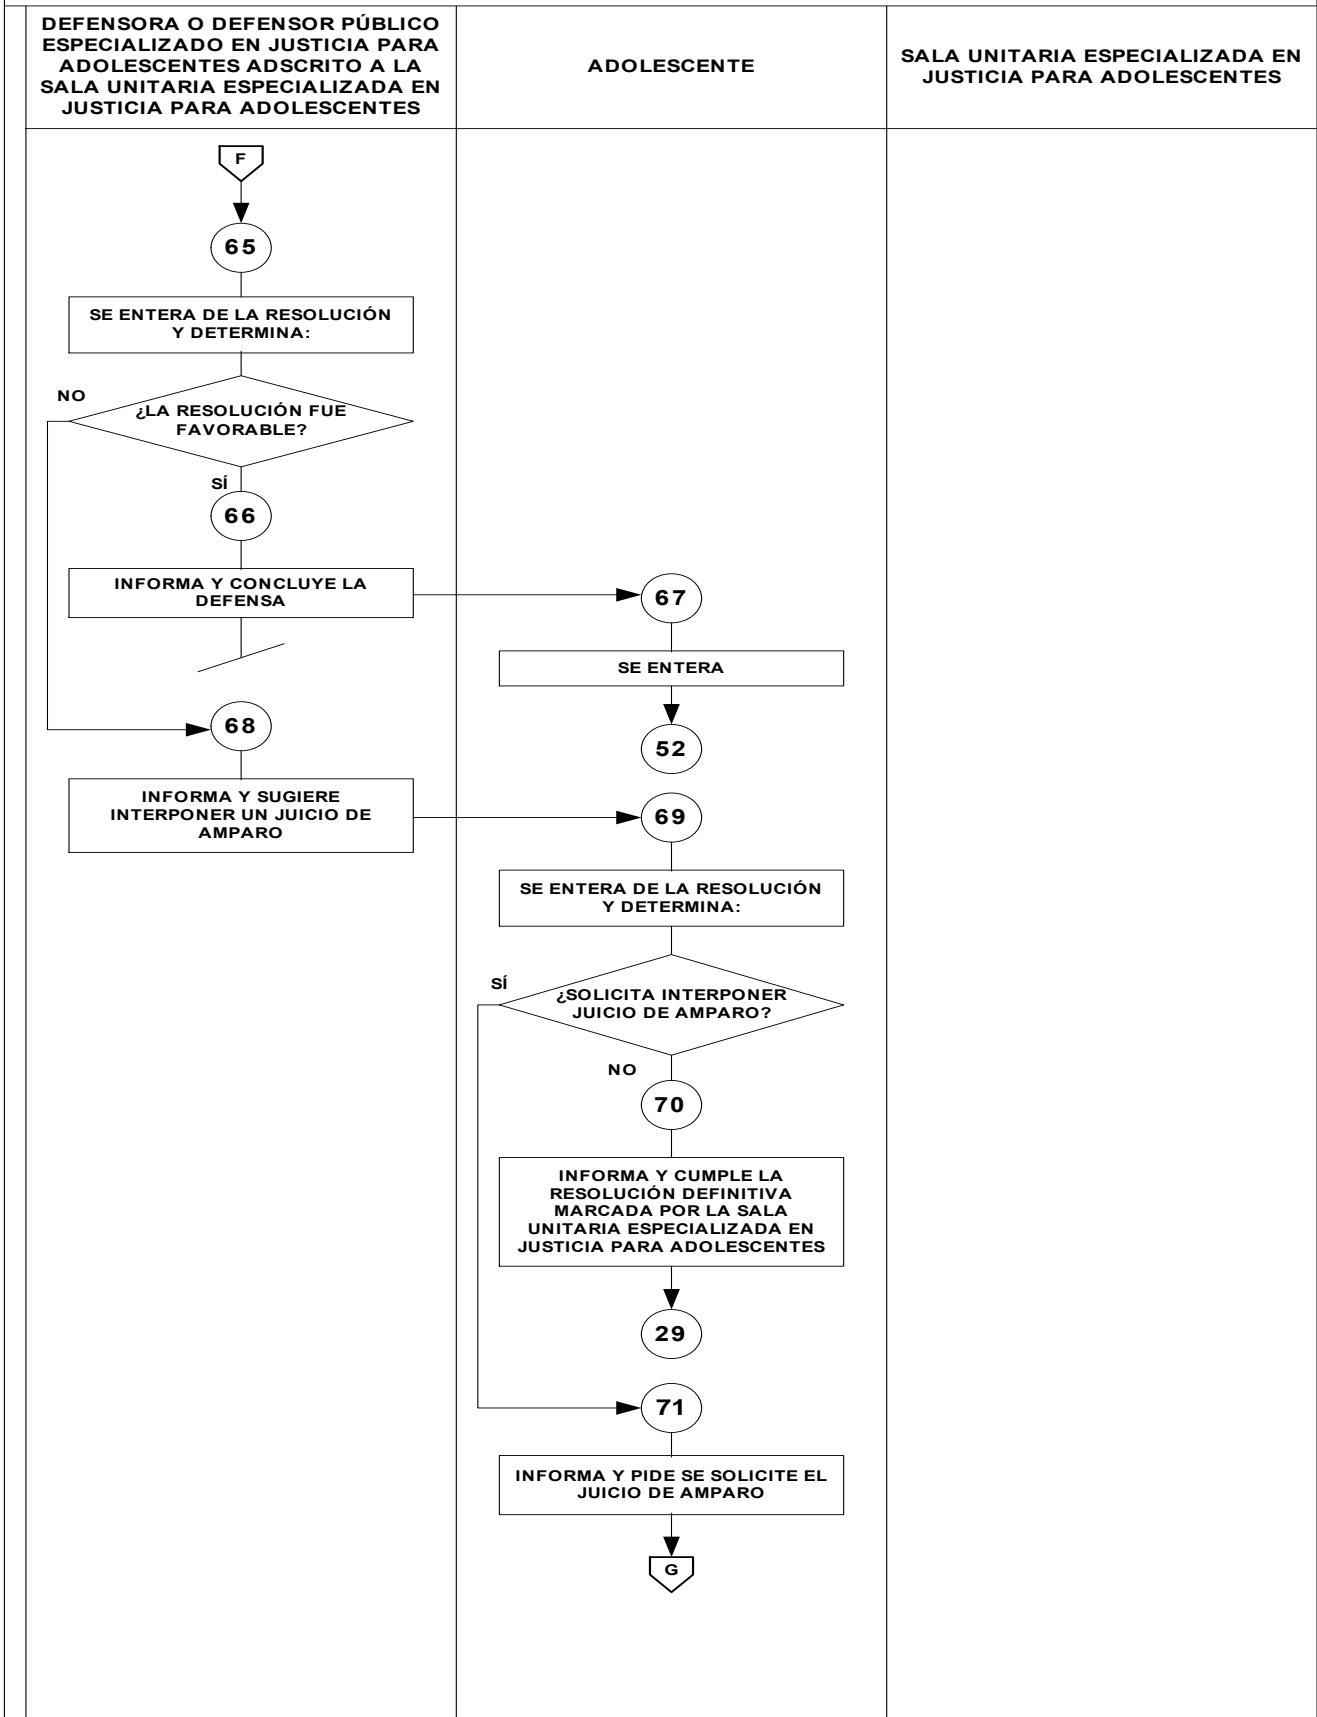 DEFENSORA O DEFENSOR PÚBLICO
ESPECIALIZADO EN JUSTICIA PARA
ADOLESCENTES ADSCRITO A LA
SALA UNITARIA ESPECIALIZADA EN
JUSTICIA PARA ADOLESCENTES
ADOLESCENTE
SALA UNITARIA ESPECIALIZADA EN
JUSTICIA PARA ADOLESCENTES
F
65
SE ENTERA DE LA RESOLUCIÓN
Y DETERMINA:
NO
¿LA RESOLUCIÓN FUE
FAVORABLE?
SÍ
66
INFORMA Y CONCLUYE LA
DEFENSA
67
SE ENTERA
52
68
INFORMA Y SUGIERE
INTERPONER UN JUICIO DE
AMPARO
69
SE ENTERA DE LA RESOLUCIÓN
Y DETERMINA:
SÍ
¿SOLICITA INTERPONER
JUICIO DE AMPARO?
NO
70
INFORMA Y CUMPLE LA
RESOLUCIÓN DEFINITIVA
MARCADA POR LA SALA
UNITARIA ESPECIALIZADA EN
JUSTICIA PARA ADOLESCENTES
29
71
INFORMA Y PIDE SE SOLICITE EL
JUICIO DE AMPARO
G